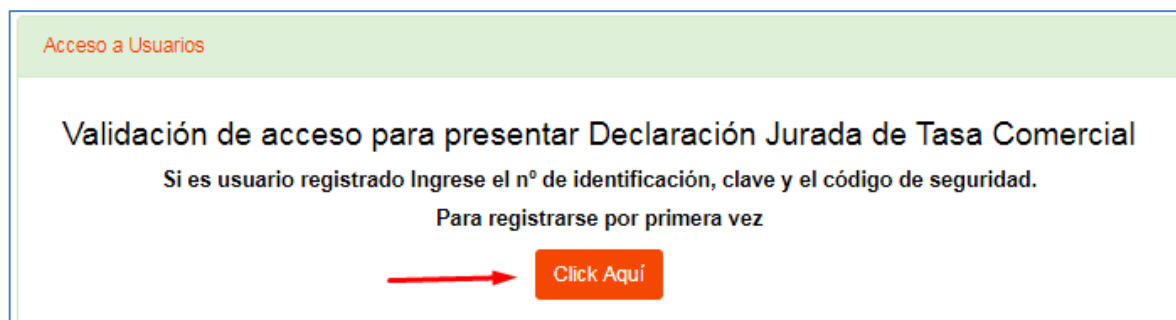 Acceso a Usuarios
Validación de acceso para presentar Declaración Jurada de Tasa Comercial
Si es usuario registrado Ingrese el nº de identificación, clave y el código de seguridad.
Para registrarse por primera vez
Click Aquí